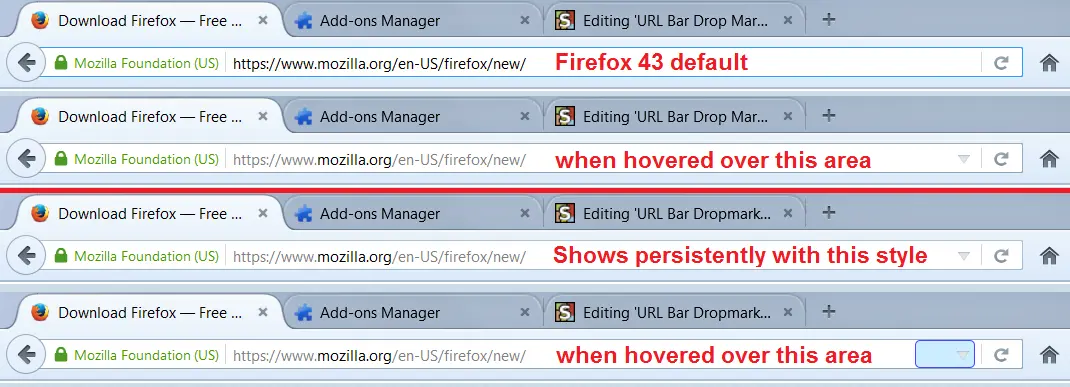 Download Firefox — Free ... Add-ons Manager Editing 'URL Bar Drop Mar...
Mozilla Foundation (US) https://www.mozilla.org/en-US/firefox/new/ Firefox 43 default
Download Firefox — Free ... Add-ons Manager Editing 'URL Bar Drop Mar...
Mozilla Foundation (US) https://www.mozilla.org/en-US/firefox/new/ when hovered over this area
Download Firefox — Free ... Add-ons Manager Editing 'URL Bar Dropmark...
Mozilla Foundation (US) https://www.mozilla.org/en-US/firefox/new/ Shows persistently with this style
Download Firefox — Free ... Add-ons Manager Editing 'URL Bar Dropmark...
Mozilla Foundation (US) https://www.mozilla.org/en-US/firefox/new/ when hovered over this area